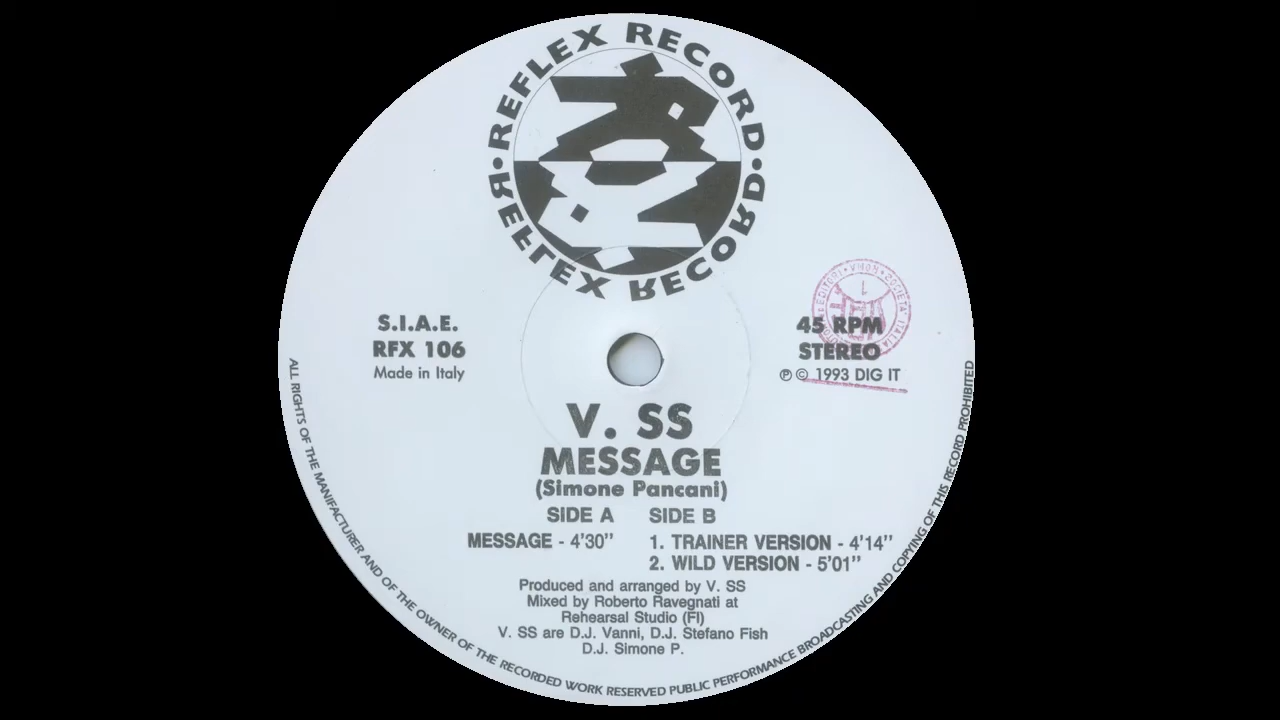 REFLEX RECORD
REFLEX RECORD
S.I.A.E.
RFX 106
Made in Italy
45 RPM
STEREO
℗ © 1993 DIG IT
V. SS
MESSAGE
(Simone Pancani)
SIDE A
MESSAGE - 4'30"
SIDE B
1. TRAINER VERSION - 4'14"
2. WILD VERSION - 5'01"
Produced and arranged by V. SS
Mixed by Roberto Ravegnati at
Rehearsal Studio (FI)
V. SS are D.J. Vanni, D.J. Stefano Fish
D.J. Simone P.
ALL RIGHTS OF THE MANIFACTURER AND OF THE OWNER OF THE RECORDED WORK RESERVED PUBLIC PERFORMANCE BROADCASTING AND COPYING OF THIS RECORD PROHIBITED